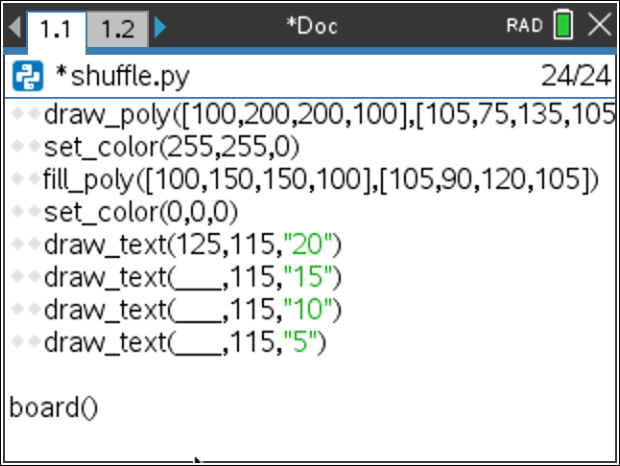 1.1 1.2 *Doc RAD
*shuffle.py 24/24
draw_poly([100,200,200,100],[105,75,135,105
set_color(255,255,0)
fill_poly([100,150,150,100],[105,90,120,105])
set_color(0,0,0)
draw_text(125,115,"20")
draw_text(___,115,"15")
draw_text(___,115,"10")
draw_text(___,115,"5")
board()